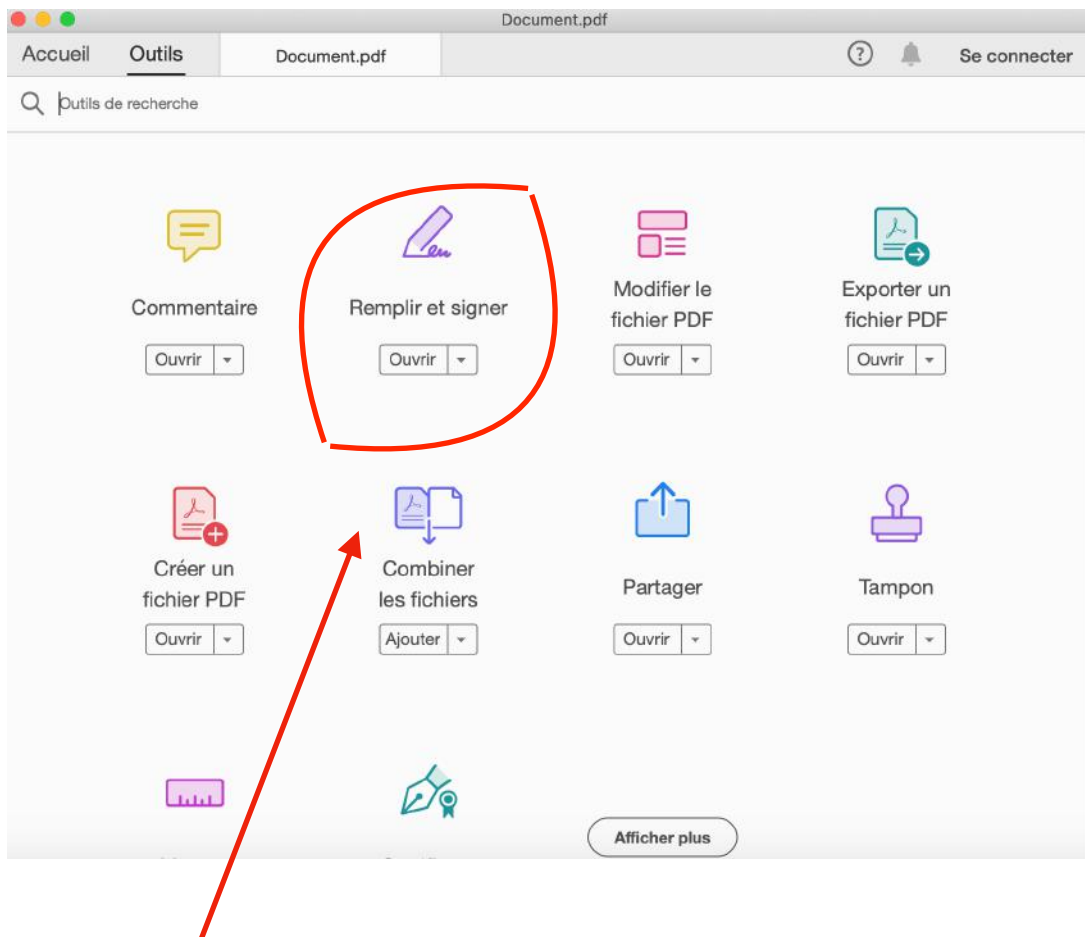 Document.pdf
Accueil Outils Document.pdf Se connecter
Outils de recherche
Commentaire
Remplir et signer
Modifier le
fichier PDF
Exporter un
fichier PDF
Ouvrir Ouvrir Ouvrir Ouvrir
Créer un
fichier PDF
Combiner
les fichiers
Partager
Tampon
Ouvrir Ajouter Ouvrir Ouvrir
Afficher plus